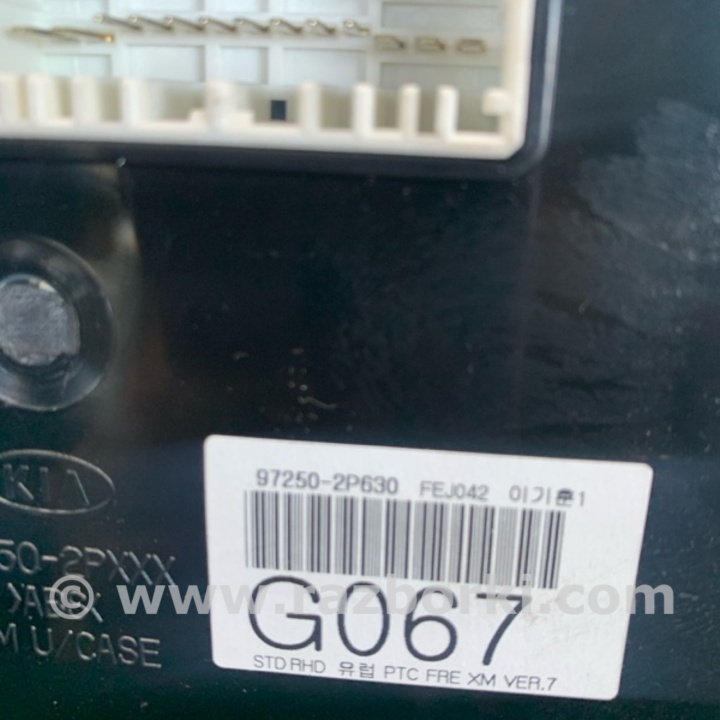 KIA
50-2PXXX
M U/CASE
97250-2P630 FEJ042 이기훈1
G067
STD RHD 유럽 PTC FRE XM VER.7
© www.razborki.com